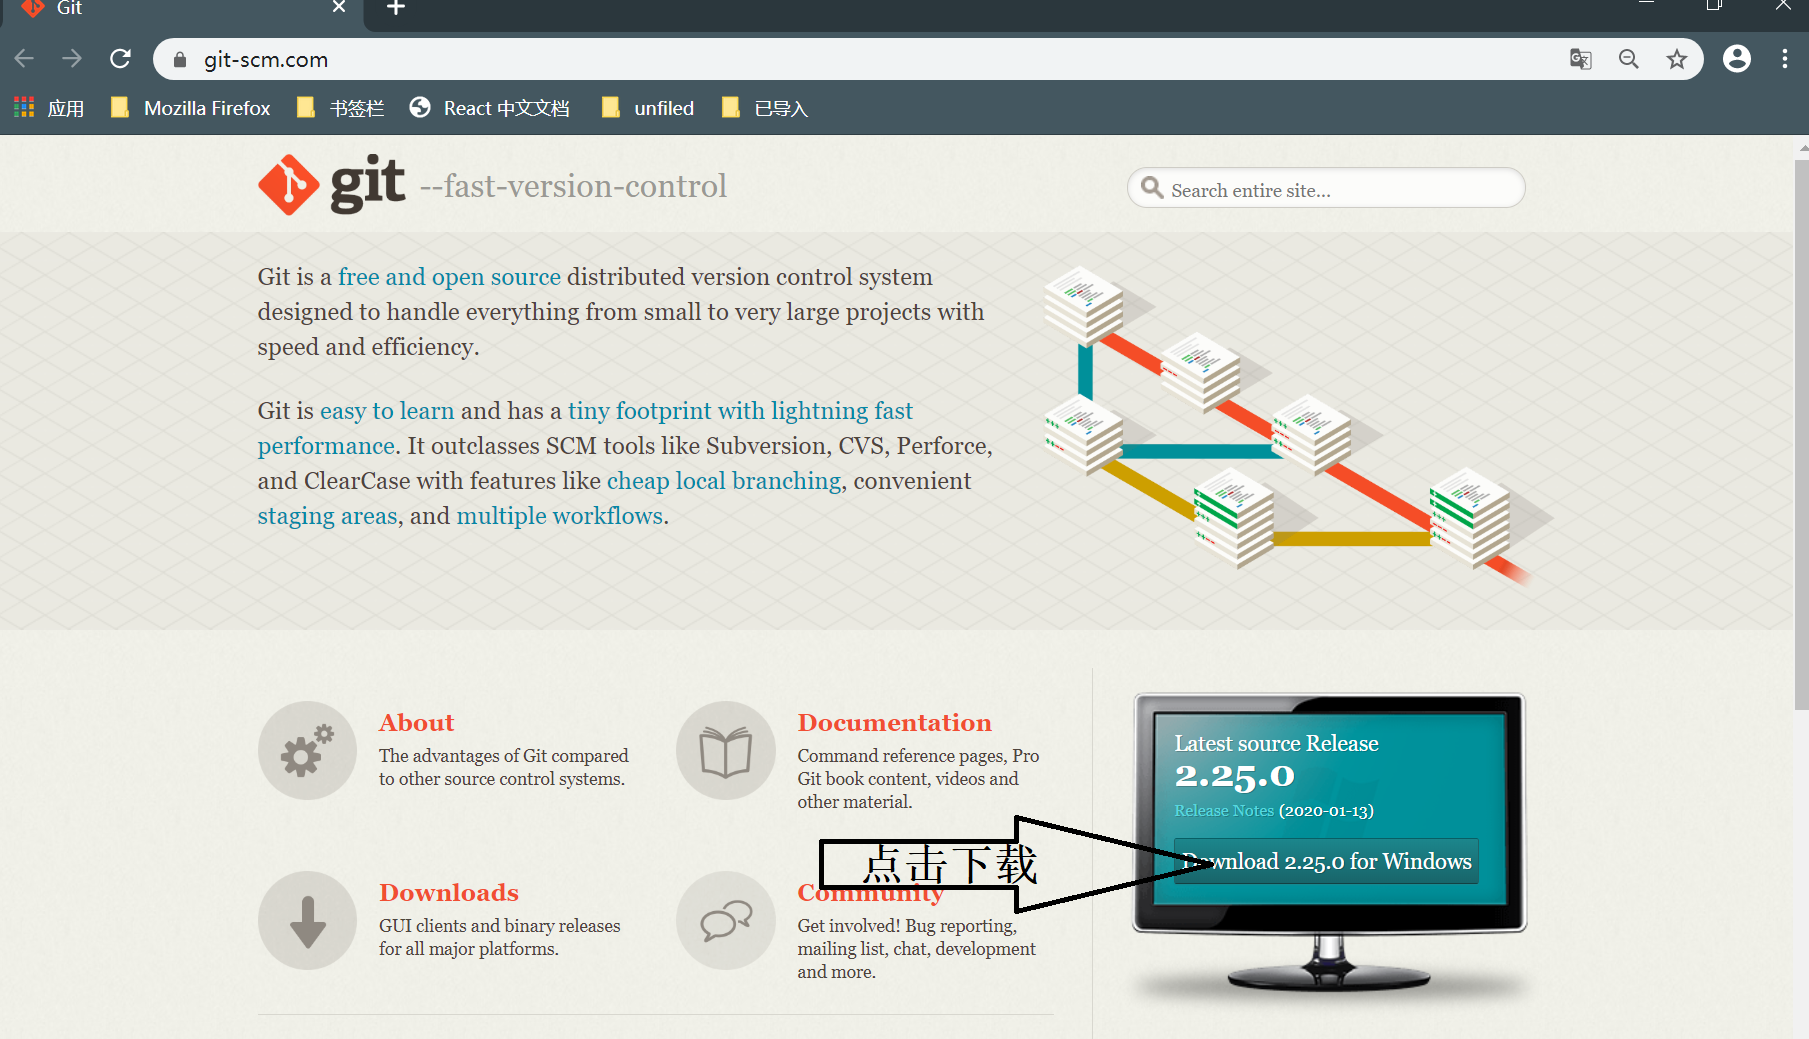 Git
git-scm.com
应用
Mozilla Firefox
书签栏
React 中文文档
unfiled
已导入
git --fast-version-control
Search entire site...
Git is a free and open source distributed version control system
designed to handle everything from small to very large projects with
speed and efficiency.
Git is easy to learn and has a tiny footprint with lightning fast
performance. It outclasses SCM tools like Subversion, CVS, Perforce,
and ClearCase with features like cheap local branching, convenient
staging areas, and multiple workflows.
About
The advantages of Git compared
to other source control systems.
Documentation
Command reference pages, Pro
Git book content, videos and
other material.
Downloads
GUI clients and binary releases
for all major platforms.
点击下载
Community
Get involved! Bug reporting,
mailing list, chat, development
and more.
Latest source Release
2.25.0
Release Notes (2020-01-13)
Download 2.25.0 for Windows